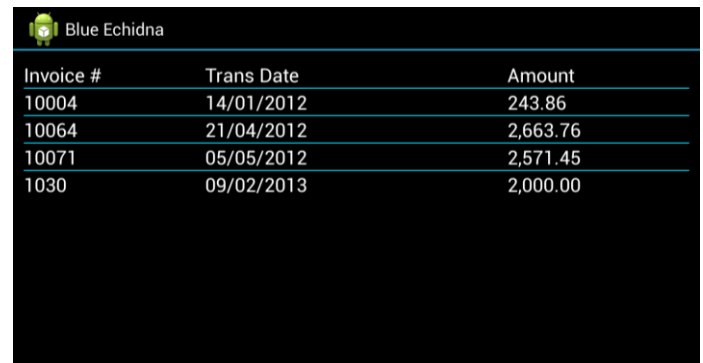 Blue Echidna
Invoice # Trans Date Amount
10004 14/01/2012 243.86
10064 21/04/2012 2,663.76
10071 05/05/2012 2,571.45
1030 09/02/2013 2,000.00